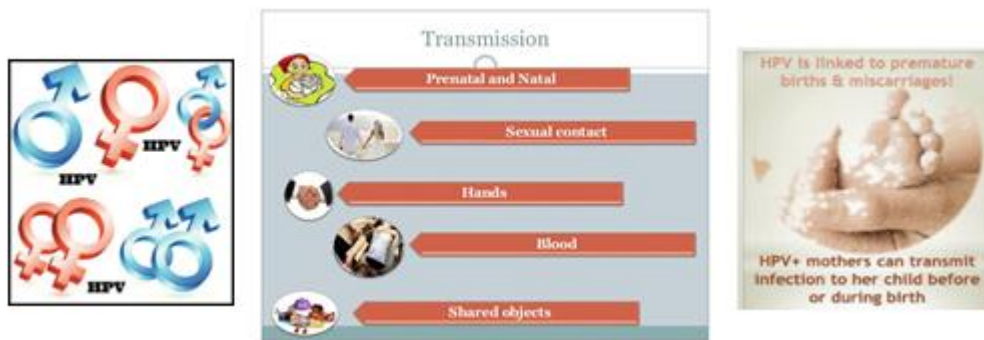 HPV
HPV
HPV
Transmission
Prenatal and Natal
Sexual contact
Hands
Blood
Shared objects
HPV is linked to premature
births & miscarriages!
HPV+ mothers can transmit
infection to her child before
or during birth